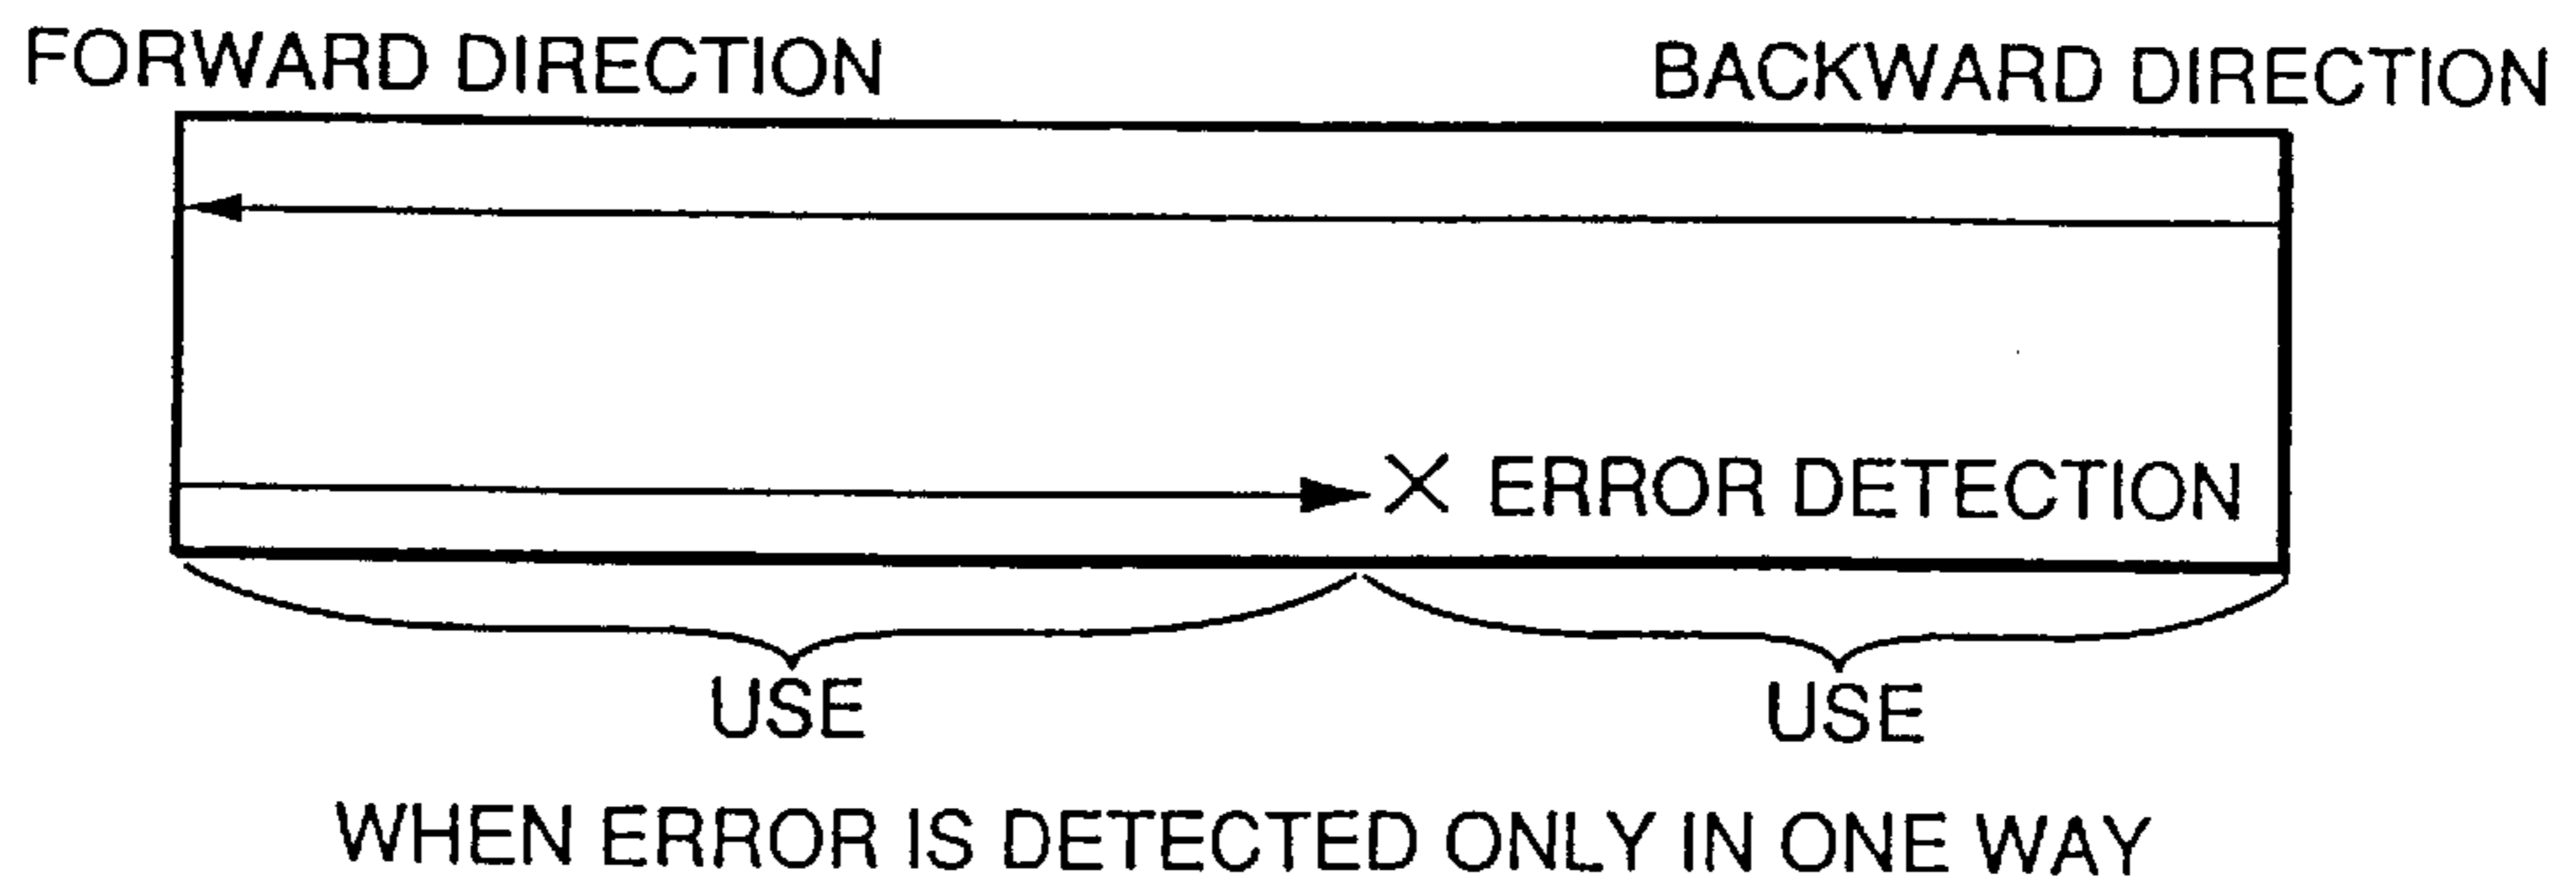 FORWARD DIRECTION
BACKWARD DIRECTION
× ERROR DETECTION
USE
USE
WHEN ERROR IS DETECTED ONLY IN ONE WAY